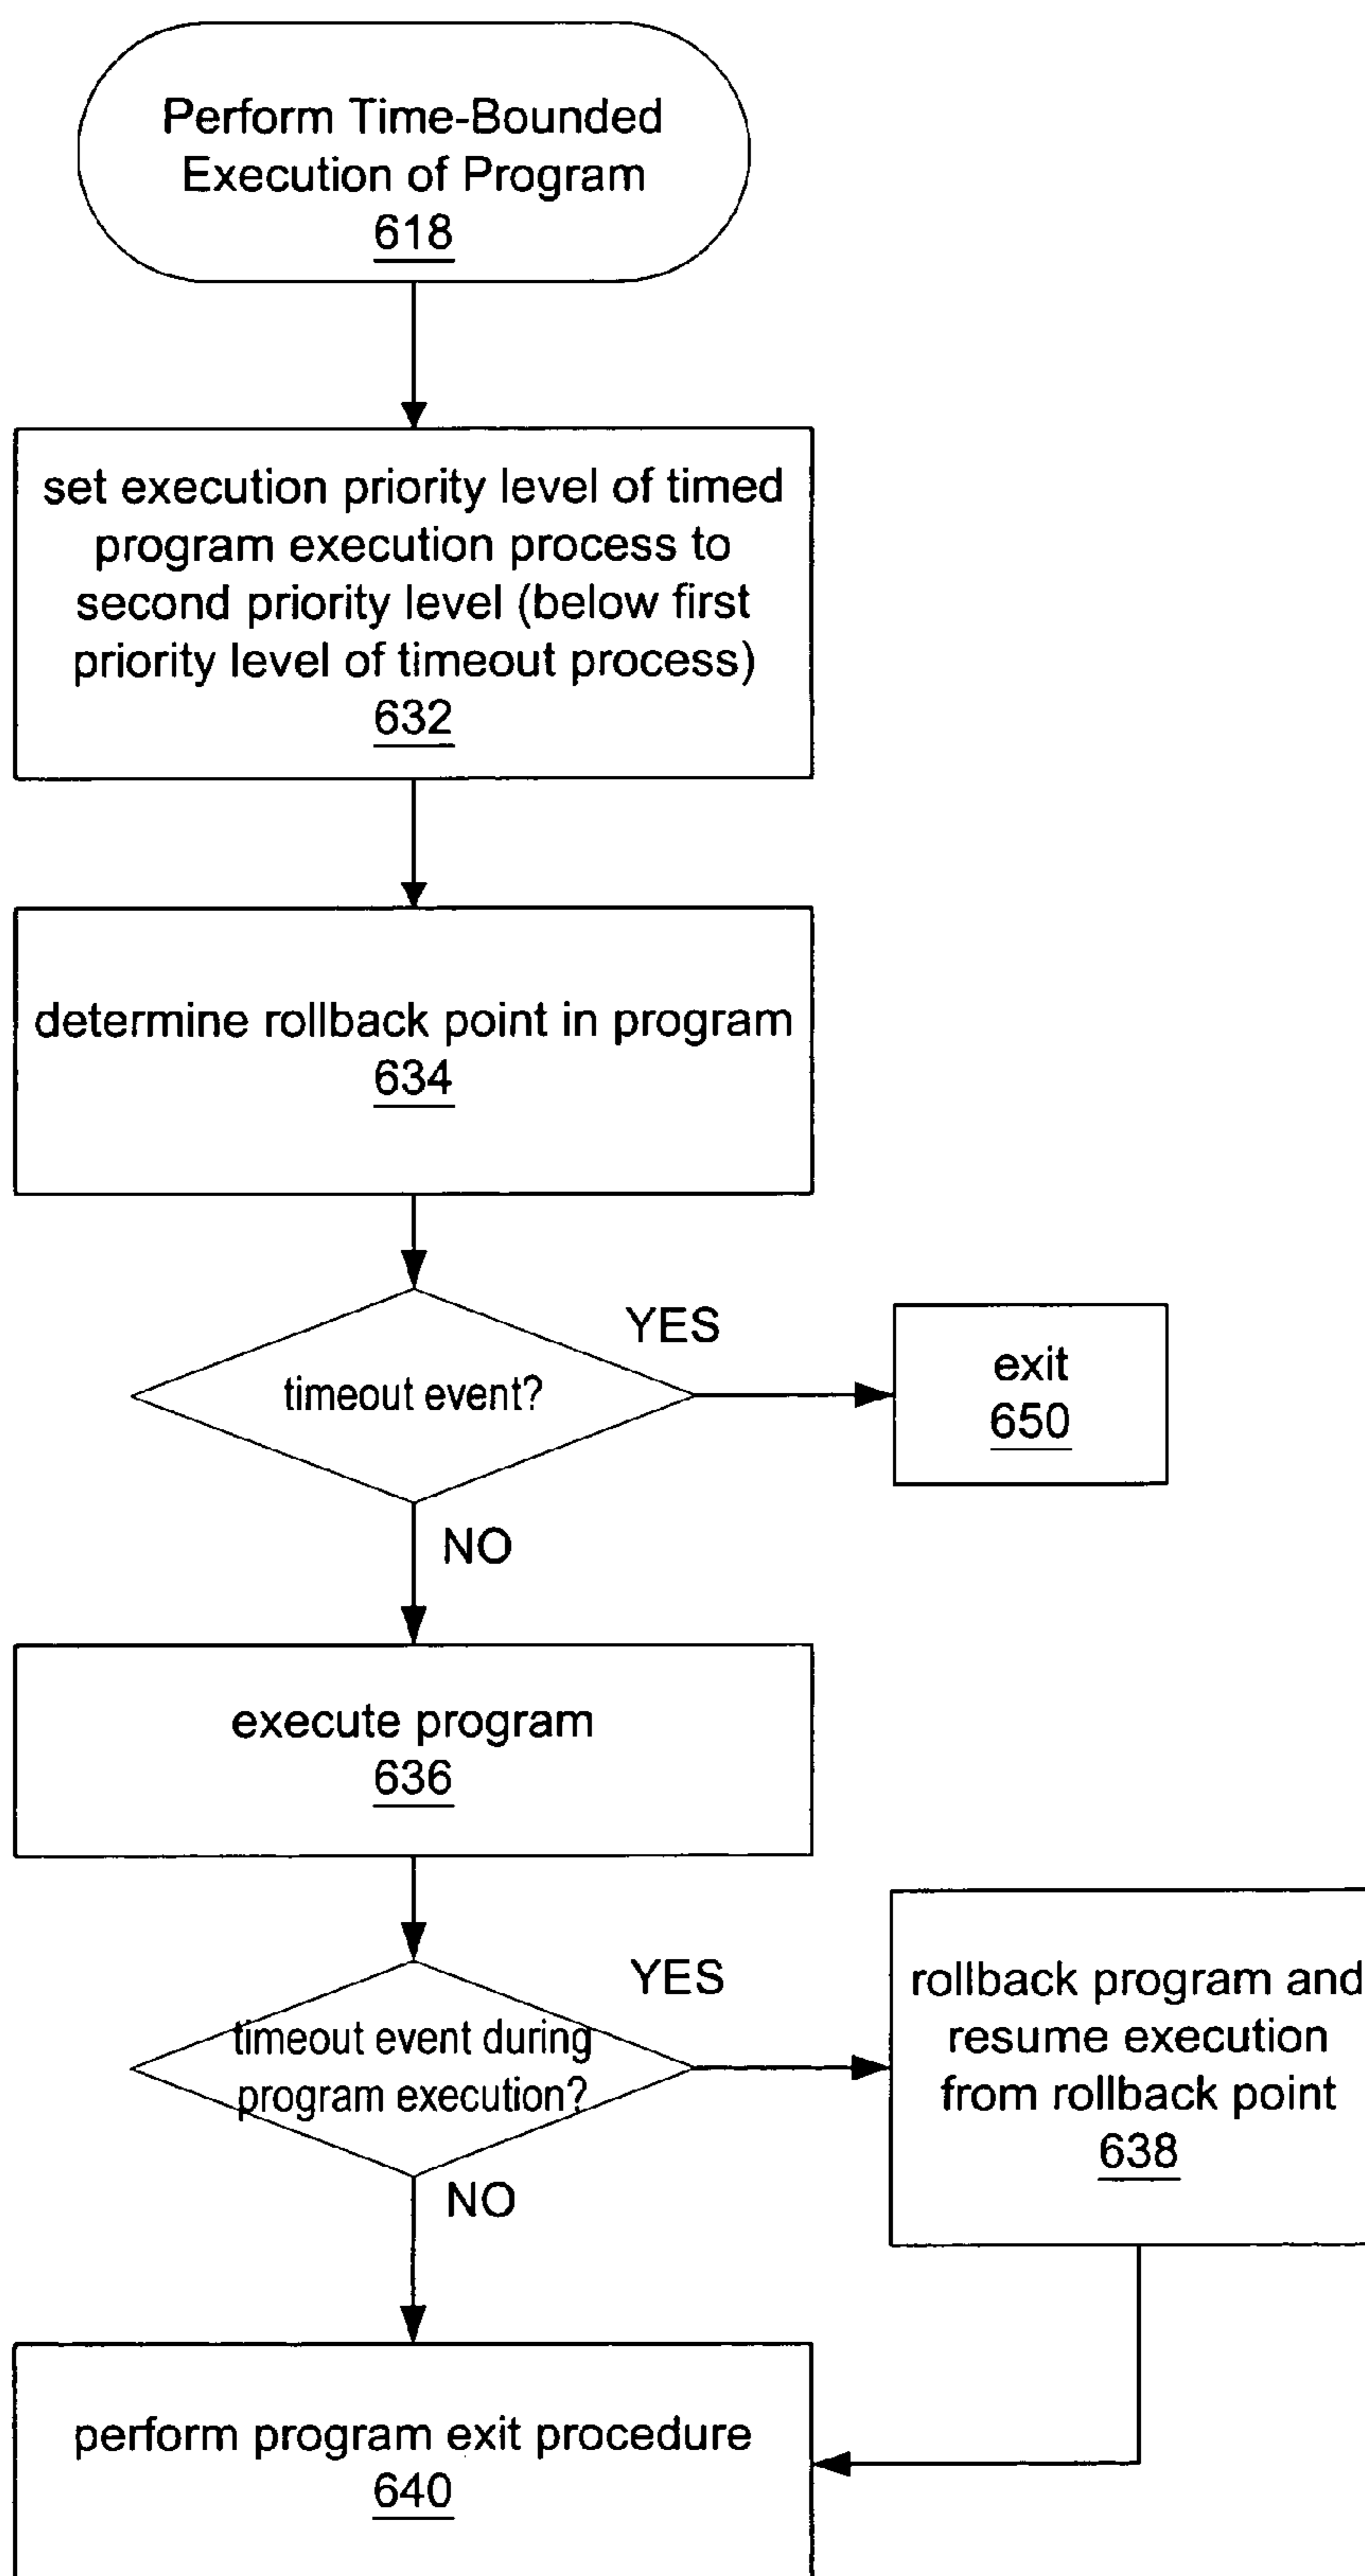 Perform Time-Bounded
Execution of Program
618
set execution priority level of timed
program execution process to
second priority level (below first
priority level of timeout process)
632
determine rollback point in program
634
timeout event?
YES
exit
650
NO
execute program
636
timeout event during
program execution?
YES
rollback program and
resume execution
from rollback point
638
NO
perform program exit procedure
640